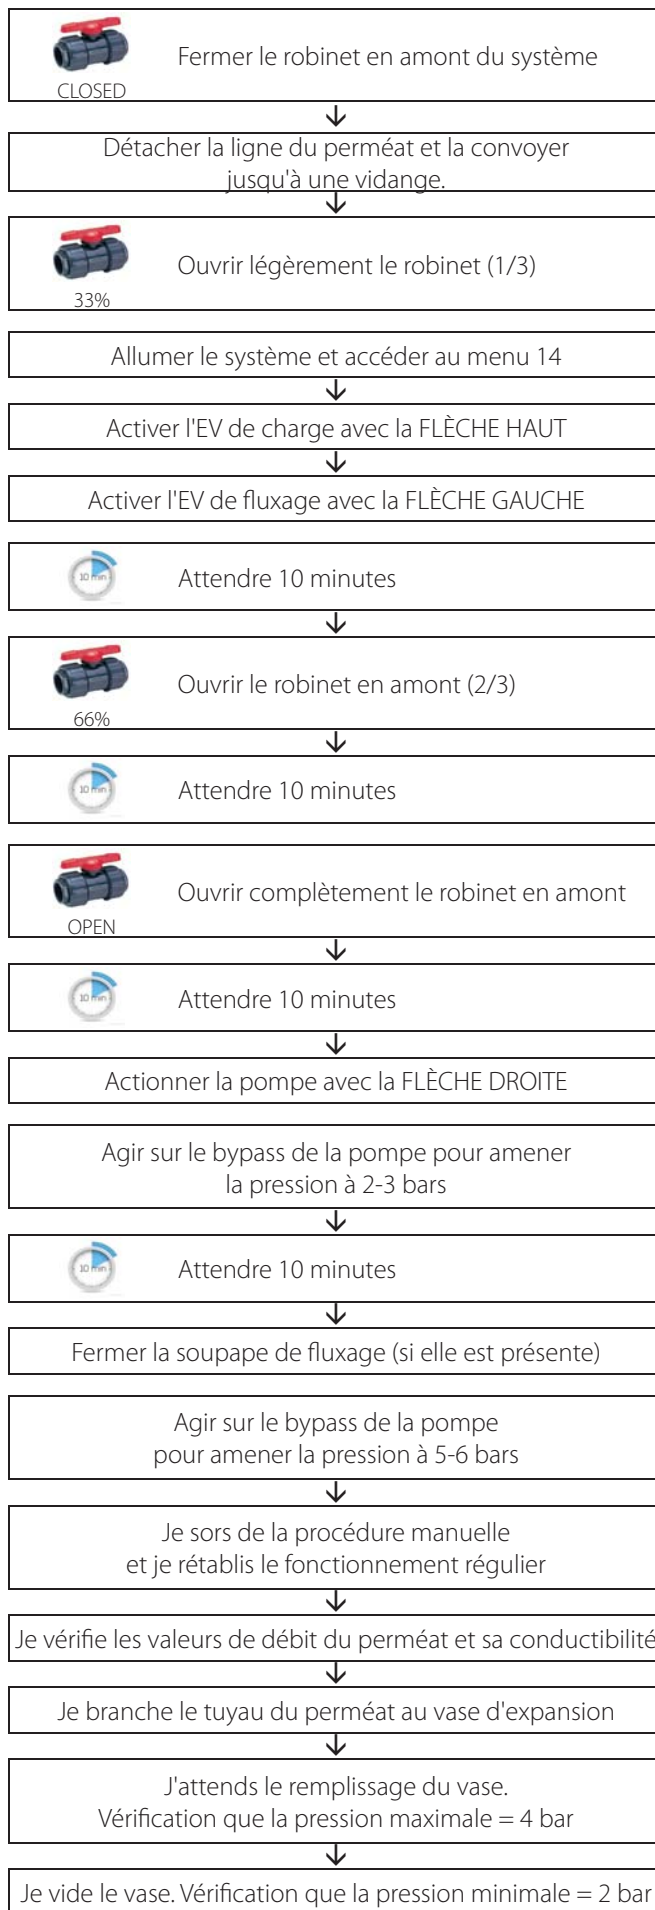 Fermer le robinet en amont du système
CLOSED
Détacher la ligne du perméat et la convoyer
jusqu'à une vidange.
Ouvrir légèrement le robinet (1/3)
33%
Allumer le système et accéder au menu 14
Activer l'EV de charge avec la FLÈCHE HAUT
Activer l'EV de fluxage avec la FLÈCHE GAUCHE
10 min
Attendre 10 minutes
Ouvrir le robinet en amont (2/3)
66%
10 min
Attendre 10 minutes
Ouvrir complètement le robinet en amont
OPEN
10 min
Attendre 10 minutes
Actionner la pompe avec la FLÈCHE DROITE
Agir sur le bypass de la pompe pour amener
la pression à 2-3 bars
10 min
Attendre 10 minutes
Fermer la soupape de fluxage (si elle est présente)
Agir sur le bypass de la pompe
pour amener la pression à 5-6 bars
Je sors de la procédure manuelle
et je rétablis le fonctionnement régulier
Je vérifie les valeurs de débit du perméat et sa conductibilité
Je branche le tuyau du perméat au vase d'expansion
J'attends le remplissage du vase.
Vérification que la pression maximale = 4 bar
Je vide le vase. Vérification que la pression minimale = 2 bar